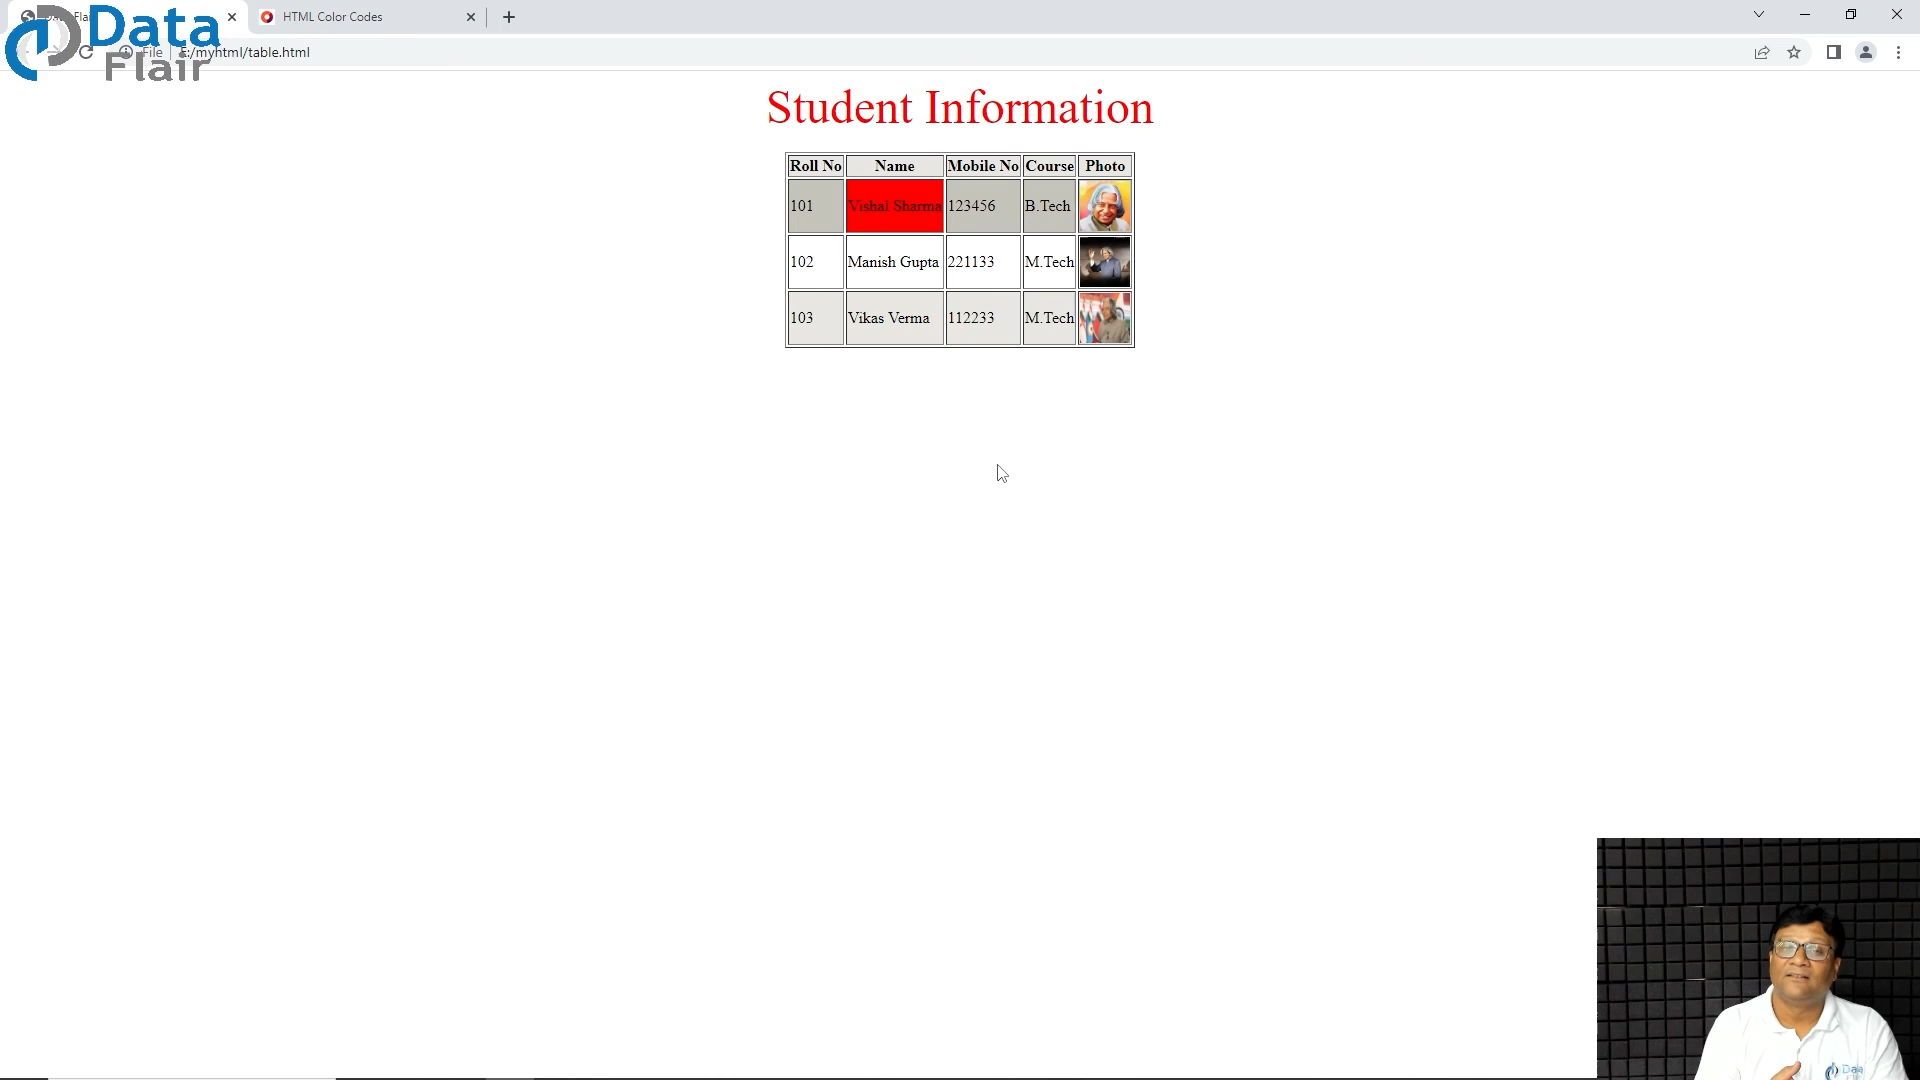 Data
Flair
HTML Color Codes
File
E:/myhtml/table.html
Student Information
Roll No Name Mobile No Course Photo
101 Vishal Sharma 123456 B.Tech
102 Manish Gupta 221133 M.Tech
103 Vikas Verma 112233 M.Tech